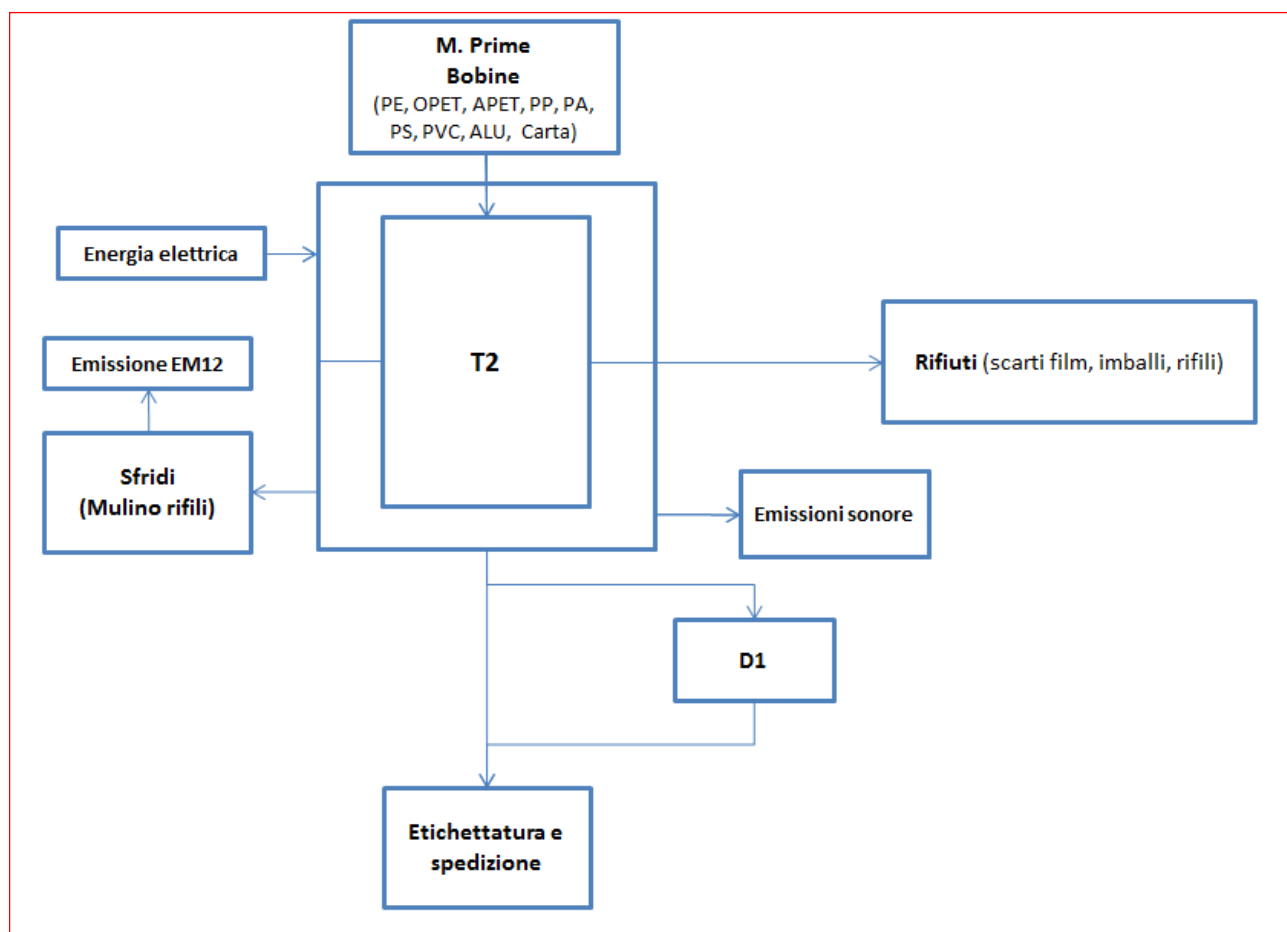 M. Prime
Bobine
(PE, OPET, APET, PP, PA,
PS, PVC, ALU, Carta)
Energia elettrica
T2
Emissione EM12
Rifiuti (scarti film, imballi, rifili)
Sfridi
(Mulino rifili)
Emissioni sonore
D1
Etichettatura e
spedizione